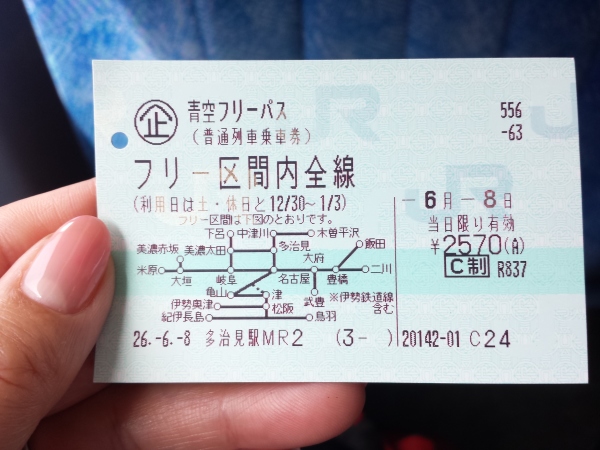 企 青空フリーパス 556
(普通列車乗車券) -63
フリー区間内全線
(利用日は土・休日と12/30~1/3)
-6月-8日
当日限り有効
¥2570(A)
C制 R837
フリー区間は下図のとおりです。
下呂 中津川 木曽平沢
美濃赤坂 美濃太田 多治見 大府 飯田
米原 大垣 岐阜 名古屋 豊橋 二川
亀山 津 武豊 ※伊勢鉄道線含む
伊勢奥津 松阪
紀伊長島 鳥羽
26.-6.-8 多治見駅MR2 (3- ) 20142-01 C24